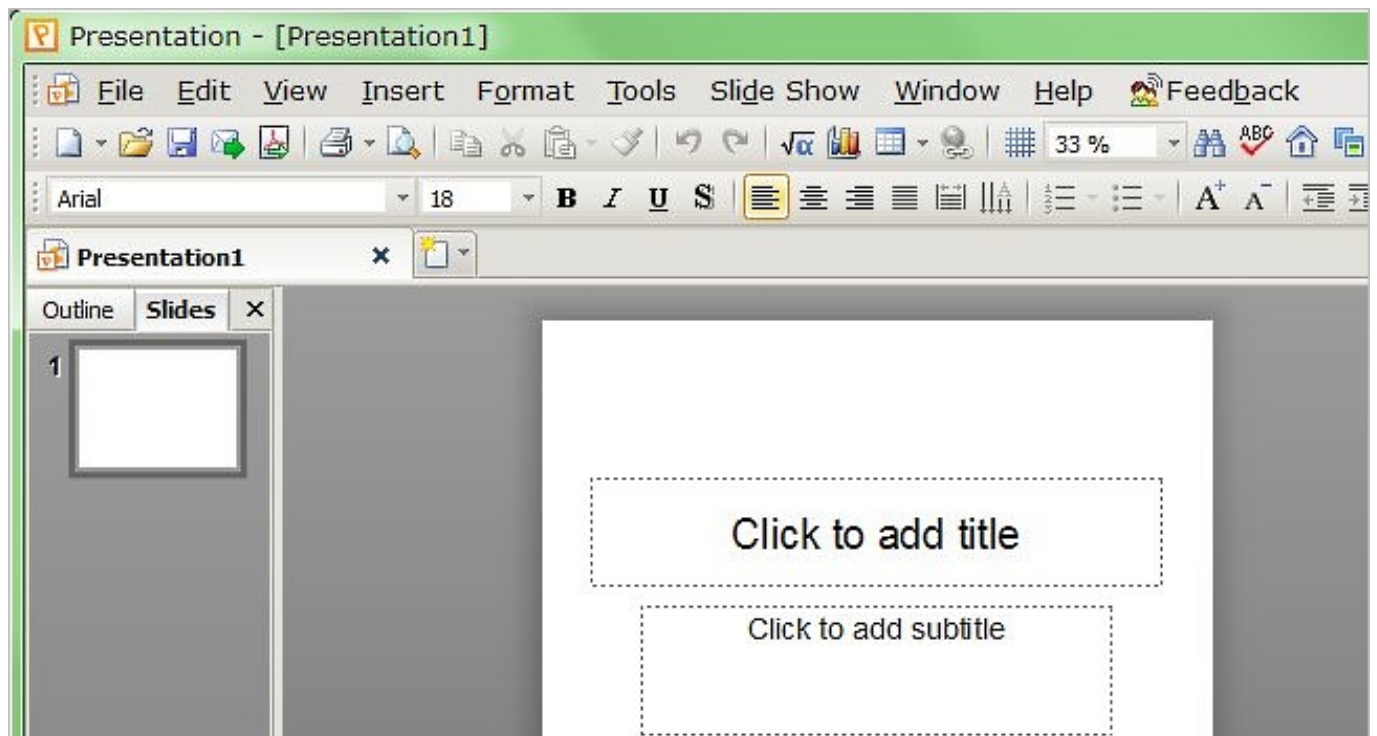 Presentation - [Presentation1]
File Edit View Insert Format Tools Slide Show Window Help Feedback
√α 33 % ABC
Arial 18 B I U S A+ A-
Presentation1
Outline Slides
1
Click to add title
Click to add subtitle